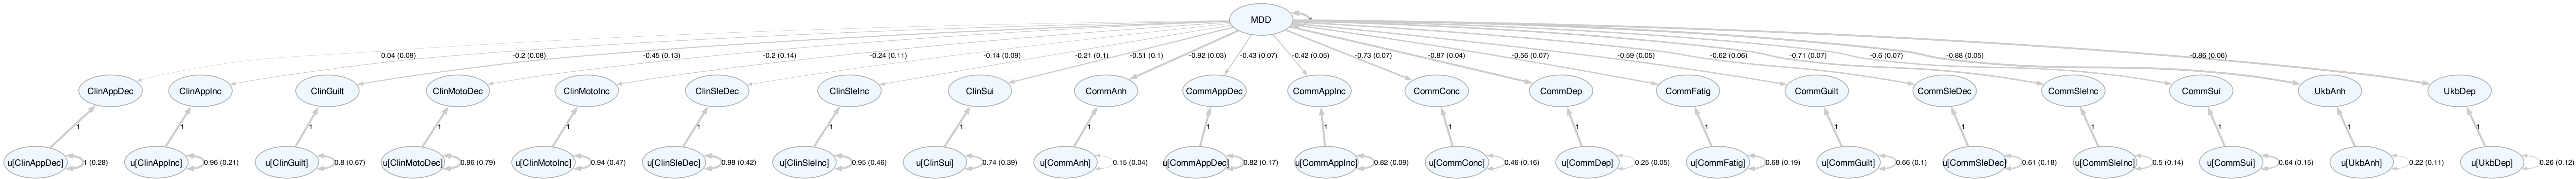 MDD
1
0.04 (0.09) -0.2 (0.08) -0.45 (0.13) -0.2 (0.14) -0.24 (0.11) -0.14 (0.09) -0.21 (0.1) -0.51 (0.1) -0.92 (0.03) -0.43 (0.07) -0.42 (0.05) -0.73 (0.07) -0.87 (0.04) -0.56 (0.07) -0.59 (0.05) -0.62 (0.06) -0.71 (0.07) -0.6 (0.07) -0.88 (0.05) -0.86 (0.06)
ClinAppDec ClinAppInc ClinGuilt ClinMotoDec ClinMotoInc ClinSleDec ClinSleInc ClinSui CommAnh CommAppDec CommAppInc CommConc CommDep CommFatig CommGuilt CommSleDec CommSleInc CommSui UkbAnh UkbDep
1 1 1 1 1 1 1 1 1 1 1 1 1 1 1 1 1 1 1 1
u[ClinAppDec] 1 (0.28) u[ClinAppInc] 0.96 (0.21) u[ClinGuilt] 0.8 (0.67) u[ClinMotoDec] 0.96 (0.79) u[ClinMotoInc] 0.94 (0.47) u[ClinSleDec] 0.98 (0.42) u[ClinSleInc] 0.95 (0.46) u[ClinSui] 0.74 (0.39) u[CommAnh] 0.15 (0.04) u[CommAppDec] 0.82 (0.17) u[CommAppInc] 0.82 (0.09) u[CommConc] 0.46 (0.16) u[CommDep] 0.25 (0.05) u[CommFatig] 0.68 (0.19) u[CommGuilt] 0.66 (0.1) u[CommSleDec] 0.61 (0.18) u[CommSleInc] 0.5 (0.14) u[CommSui] 0.64 (0.15) u[UkbAnh] 0.22 (0.11) u[UkbDep] 0.26 (0.12)